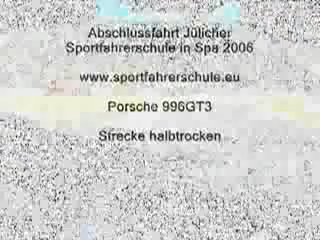 Abschlussfahrt Jülicher
Sportfahrerschule in Spa 2006
www.sportfahrerschule.eu
Porsche 996GT3
Strecke halbtrocken